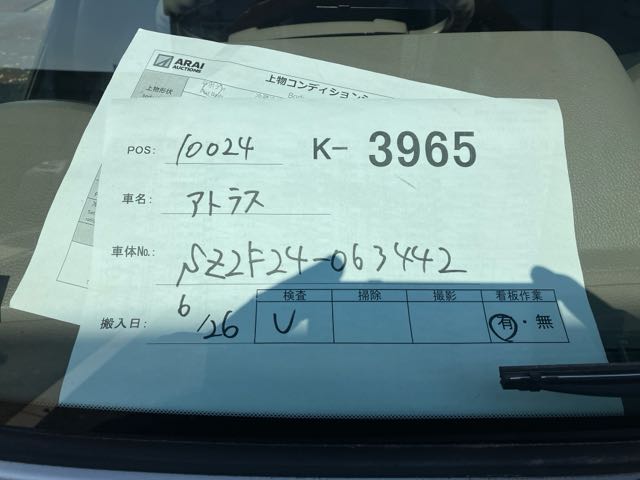 ARAI
AUCTIONS
上物コンディション
上物形状
POS: 10024 K- 3965
車名: アトラス
車体No.: SZ2F24-063442
搬入日: 6/26
検査 掃除 撮影 看板作業
レ 有・無